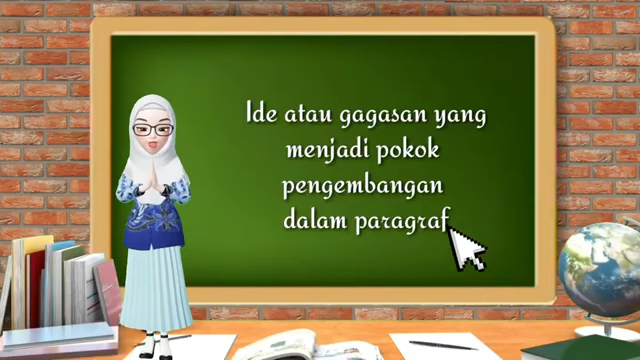 Ide atau gagasan yang
menjadi pokok
pengembangan
dalam paragraf